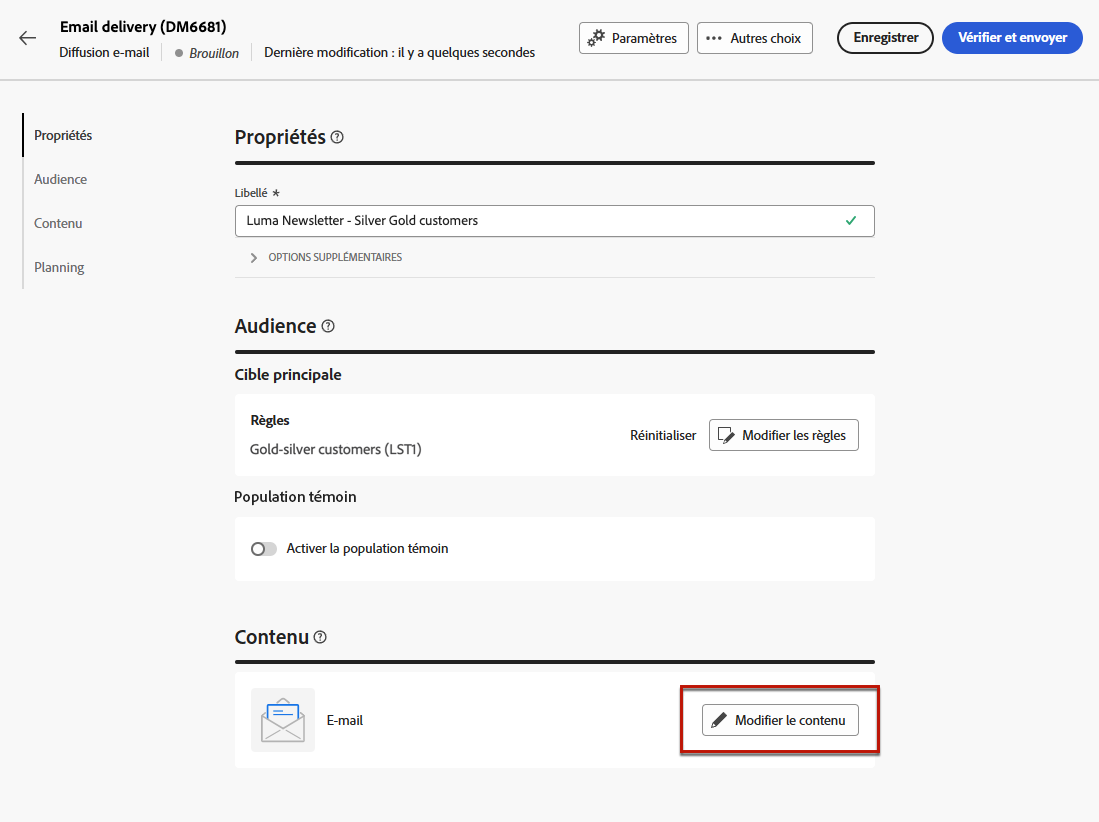 Email delivery (DM6681)
Diffusion e-mail
Brouillon
Dernière modification : il y a quelques secondes
Paramètres
Autres choix
Enregistrer
Vérifier et envoyer
Propriétés
Audience
Contenu
Planning
Propriétés
Libellé *
Luma Newsletter - Silver Gold customers
OPTIONS SUPPLÉMENTAIRES
Audience
Cible principale
Règles
Gold-silver customers (LST1)
Réinitialiser
Modifier les règles
Population témoin
Activer la population témoin
Contenu
E-mail
Modifier le contenu